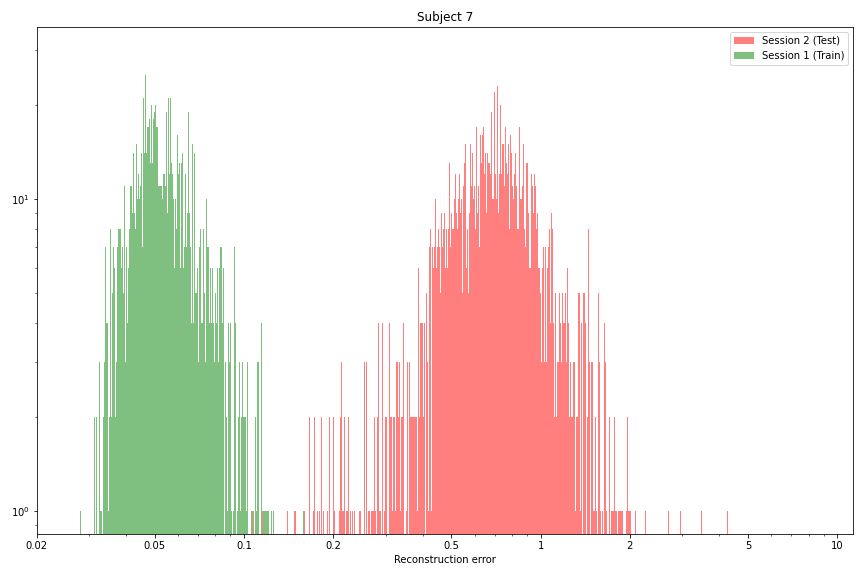 Subject 7
Session 2 (Test)
Session 1 (Train)
10¹
10⁰
0.02 0.05 0.1 0.2 0.5 1 2 5 10
Reconstruction error